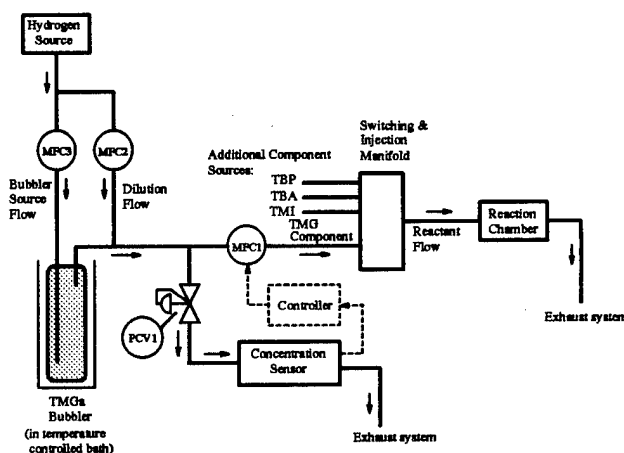 Hydrogen
Source
MFC3
MFC2
Bubbler
Source
Flow
Dilution
Flow
Additional Component
Sources:
TBP
TBA
TMI
TMG
Component
Switching &
Injection
Manifold
MFC1
Reactant
Flow
Reaction
Chamber
Exhaust system
Controller
PCV1
Concentration
Sensor
Exhaust system
TMGa
Bubbler
(in temperature
controlled bath)